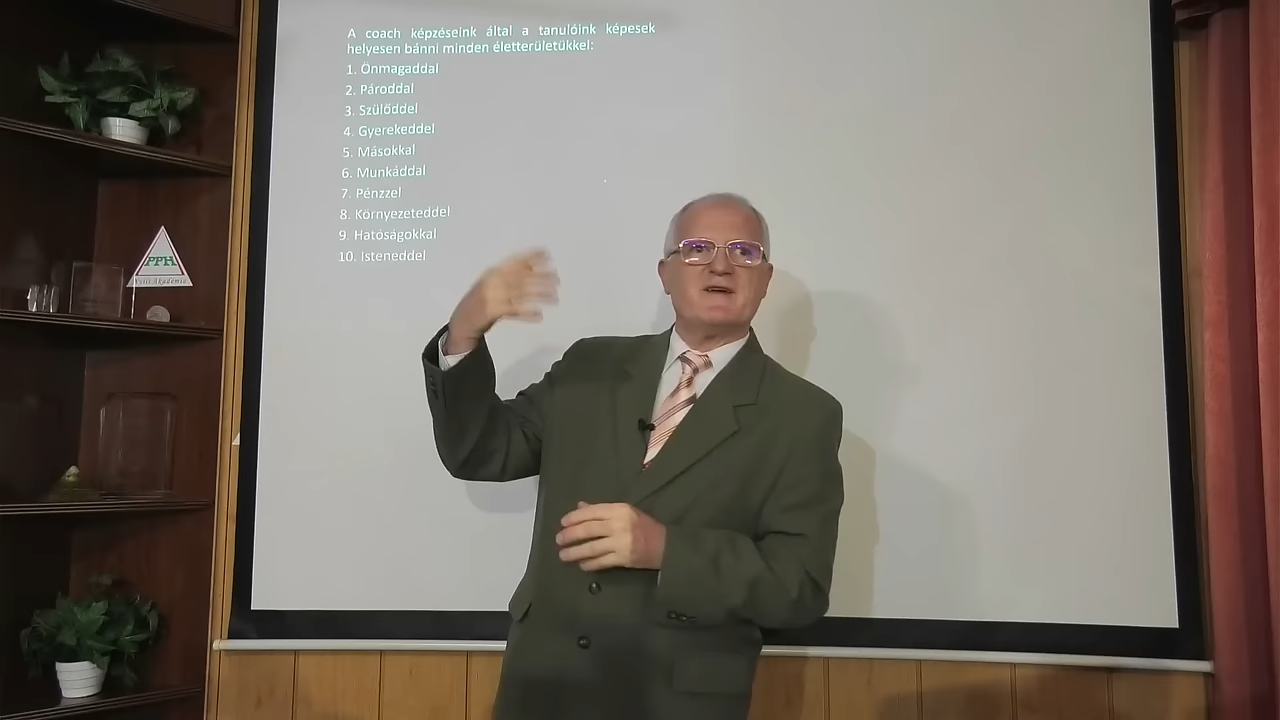 A coach képzéseink által a tanulóink képesek
helyesen bánni minden életterületükkel:
1. Önmagaddal
2. Pároddal
3. Szülőddel
4. Gyerekeddel
5. Másokkal
6. Munkáddal
7. Pénzzel
8. Környezeteddel
9. Hatóságokkal
10. Isteneddel
PPH
Akadémia